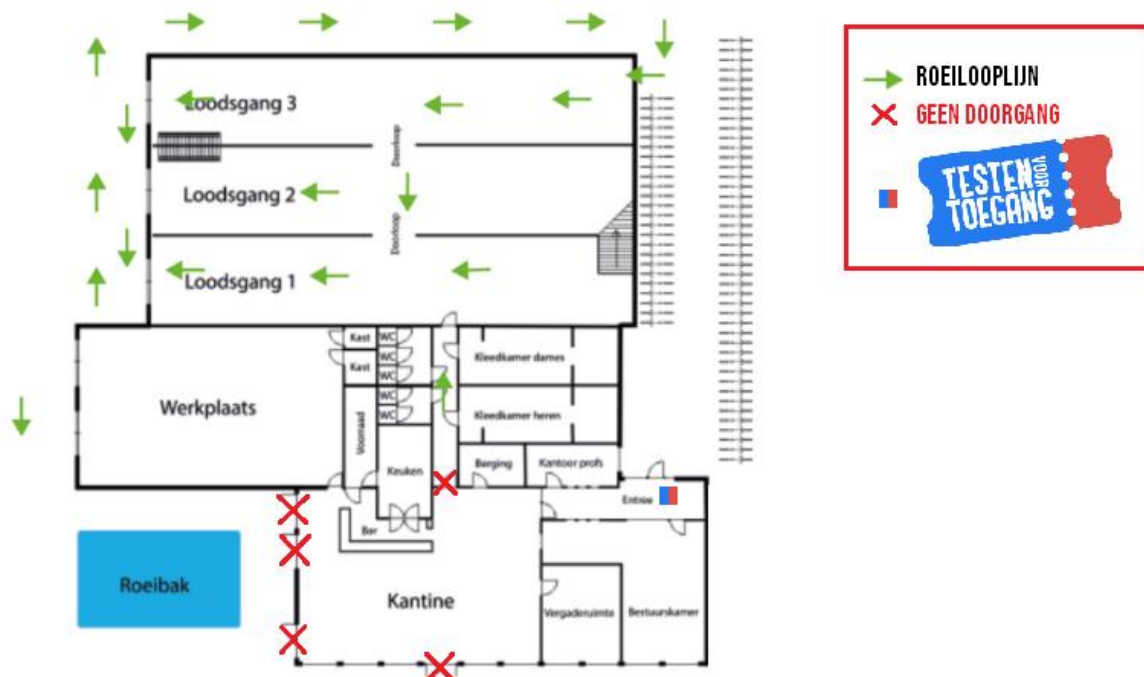 ROEILOOPLIJN
GEEN DOORGANG
TESTEN
VOOR
TOEGANG
Loodsgang 3
Doorloop
Loodsgang 2
Doorloop
Loodsgang 1
Kast
WC
WC
Kast
WC
WC
WC
Kleedkamer dames
Werkplaats
Kleedkamer heren
Voorraad
Keuken
Berging
Kantoor profs
Entree
Bar
Roeibak
Kantine
Vergaderuimte
Bertuurskamer